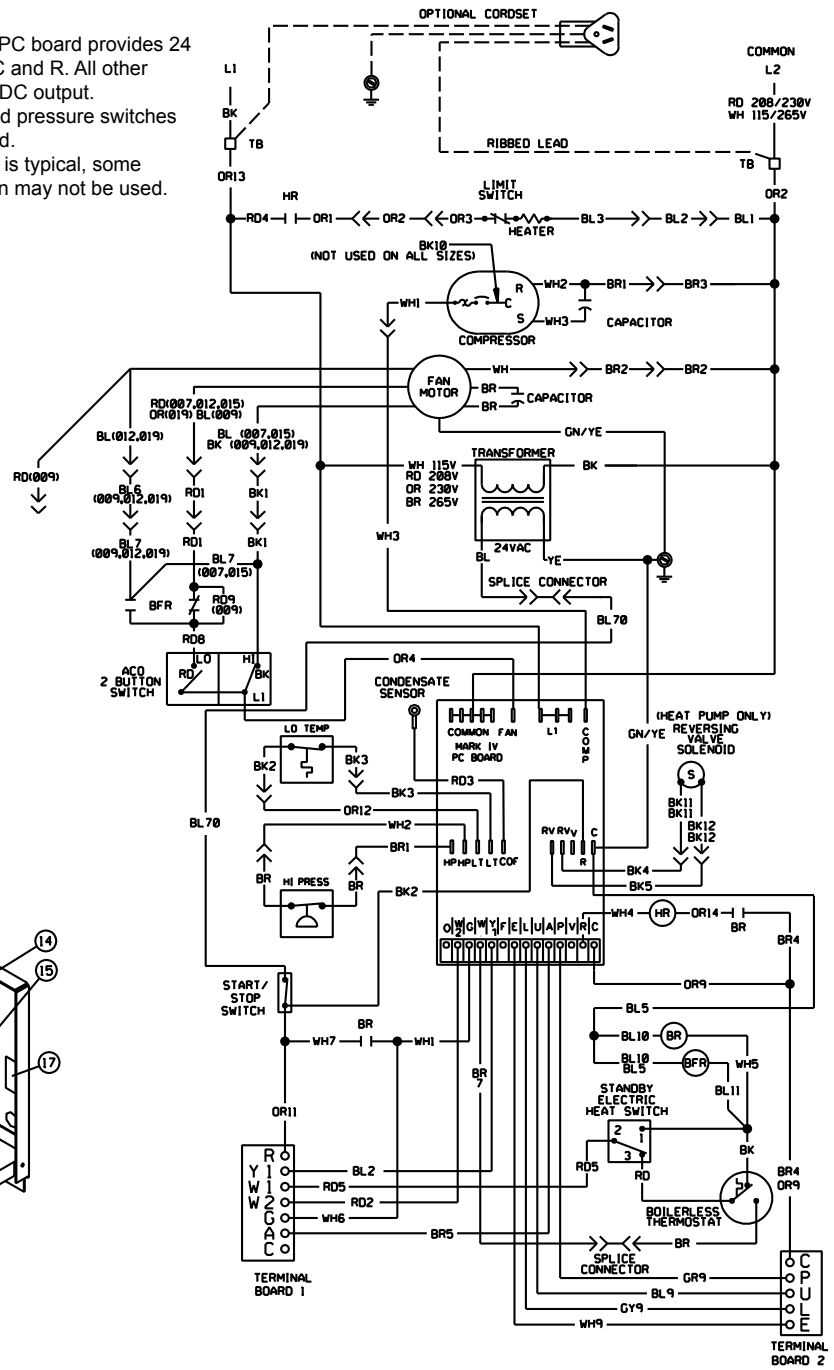 PC board provides 24
C and R. All other
DC output.
d pressure switches
d.
is typical, some
n may not be used.
OPTIONAL CORDSET
COMMON
L1
L2
BK
RD 208/230V
WH 115/265V
TB
RIBBED LEAD
TB
OR13
OR2
HR
LIMIT
SWITCH
RD4
OR1
OR2
OR3
HEATER
BL3
BL2
BL1
BK10
(NOT USED ON ALL SIZES)
WH1
C
R
S
WH2
BR1
BR3
WH3
CAPACITOR
COMPRESSOR
FAN
MOTOR
WH
BR2
BR2
BR
BR
CAPACITOR
RD(007,012,015)
OR(019) BL(009)
BL(012,019)
BL (007,015)
BK (009,012,019)
GN/YE
TRANSFORMER
WH 115V
RD 208V
OR 230V
BR 265V
BK
RD(009)
BL6
(009,012,019)
RD1
BK1
WH3
24VAC
BL
YE
BL7
(009,012,019)
RD1
BK1
BL7
(007,015)
SPLICE CONNECTOR
BL70
BFR
RD9
(009)
RD8
LO
HI
RD
BK
L1
ACO
2 BUTTON
SWITCH
OR4
CONDENSATE
SENSOR
COMMON
FAN
L1
COMP
MARK IV
PC BOARD
GN/YE
(HEAT PUMP ONLY)
REVERSING
VALVE
SOLENOID
S
LO TEMP
BK2
BK3
BK3
RD3
OR12
BK11
BK11
BK12
BK12
BL70
WH2
BR1
HP HP LT LT COF
RV RV V R C
BK4
BK5
BR
HI PRESS
BR
BK2
WH4
HR
OR14
BR
BR4
O W2 G W Y1 F E L U A P V R C
START/
STOP
SWITCH
OR9
BL5
WH7
BR
WH1
BR
7
BL10
BR
BL10
BL5
BFR
WH5
BL11
STANDBY
ELECTRIC
HEAT SWITCH
2
1
3
OR11
BK
RD5
RD
BR4
OR9
R
Y1
W1
W2
G
A
C
BL2
RD5
RD2
WH6
BR5
BOILERLESS
THERMOSTAT
BR
SPLICE
CONNECTOR
TERMINAL
BOARD 1
GR9
BL9
GY9
WH9
C
P
U
L
E
TERMINAL
BOARD 2
14
15
17